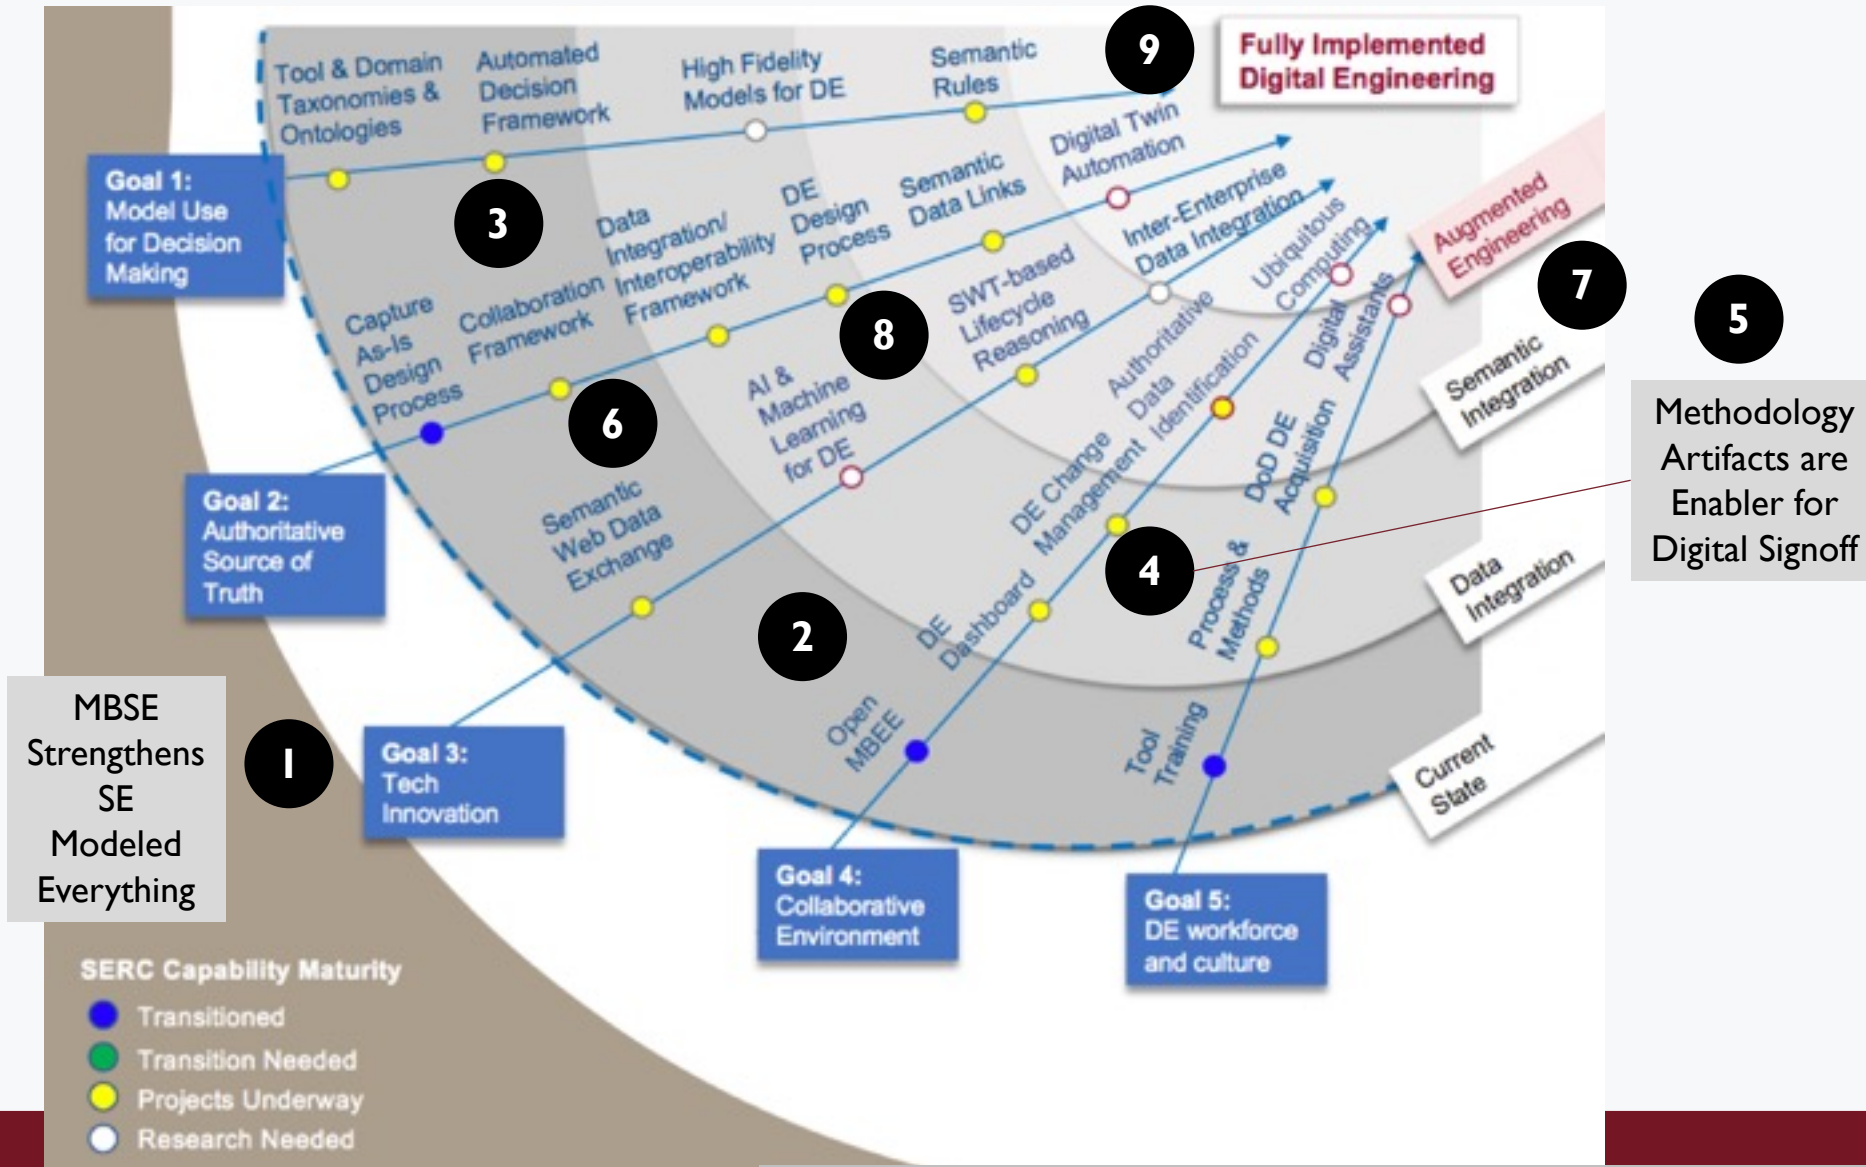 Tool & Domain
Taxonomies &
Ontologies
Automated
Decision
Framework
High Fidelity
Models for DE
Semantic
Rules
9
Fully Implemented
Digital Engineering
Goal 1:
Model Use
for Decision
Making
3
Digital Twin
Automation
Capture
As-Is
Design
Process
Collaboration
Framework
Data
Integration/
Interoperability
Framework
DE
Design
Process
Semantic
Data Links
Inter-Enterprise
Data Integration
Ubiquitous
Computing
Augmented
Engineering
7
5
8
6
Goal 2:
Authoritative
Source of
Truth
Semantic
Web Data
Exchange
AI &
Machine
Learning
for DE
SWT-based
Lifecycle
Reasoning
Authoritative
Data
Identification
Digital
Assistants
Semantic
Integration
Methodology
Artifacts are
Enabler for
Digital Signoff
DE Change
Management
DoD DE
Acquisition
4
Process &
Methods
Data
Integration
2
DE
Dashboard
Open
MBEE
Tool
Training
Current
State
MBSE
Strengthens
SE
Modeled
Everything
1
Goal 3:
Tech
Innovation
Goal 4:
Collaborative
Environment
Goal 5:
DE workforce
and culture
SERC Capability Maturity
Transitioned
Transition Needed
Projects Underway
Research Needed